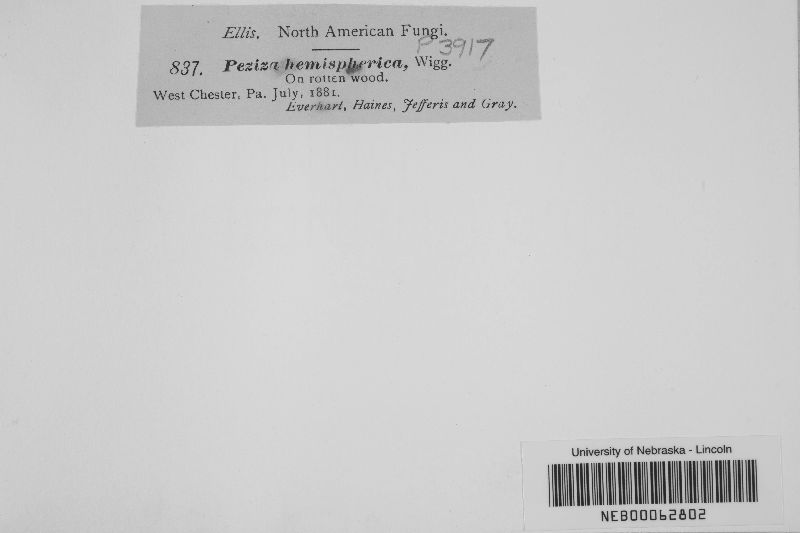 Ellis. North American Fungi.
P3917
837. Peziza hemispherica, Wigg.
On rotten wood.
West Chester, Pa. July, 1881.
Everhart, Haines, Jefferis and Gray.
University of Nebraska - Lincoln
NEB00062802